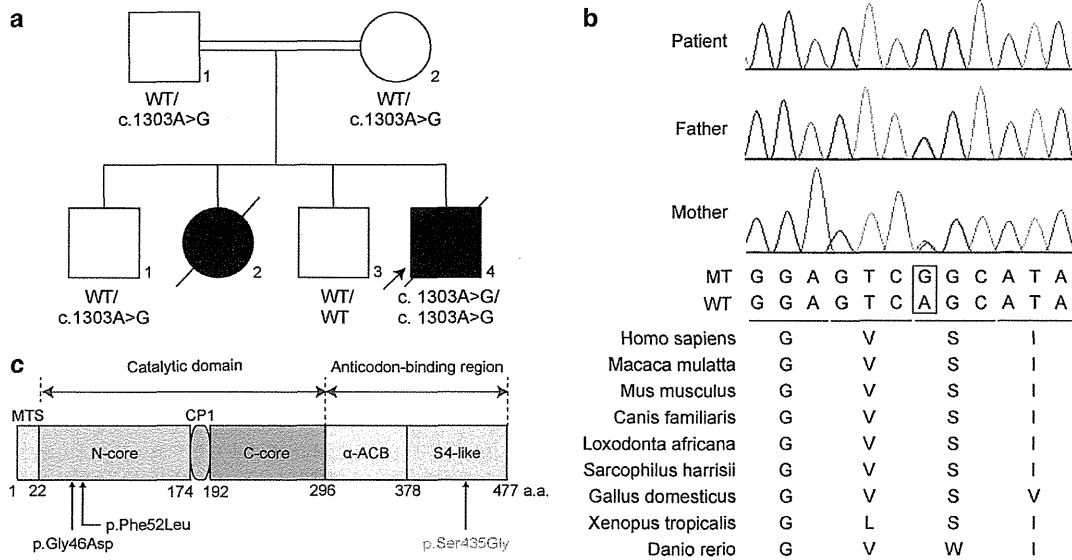 a
1
2
WT/
c.1303A>G
WT/
c.1303A>G
1
2
3
4
WT/
c.1303A>G
WT/
WT
c. 1303A>G/
c. 1303A>G
b
Patient
Father
Mother
MT G G A G T C G G C A T A
WT G G A G T C A G C A T A
Homo sapiens G V S I
Macaca mulatta G V S I
Mus musculus G V S I
Canis familiaris G V S I
Loxodonta africana G V S I
Sarcophilus harrisii G V S I
Gallus domesticus G V S V
Xenopus tropicalis G L S I
Danio rerio G V W I
c
Catalytic domain Anticodon-binding region
MTS CP1
N-core C-core α-ACB S4-like
1 22 174 192 296 378 477 a.a.
p.Phe52Leu
p.Gly46Asp p.Ser435Gly